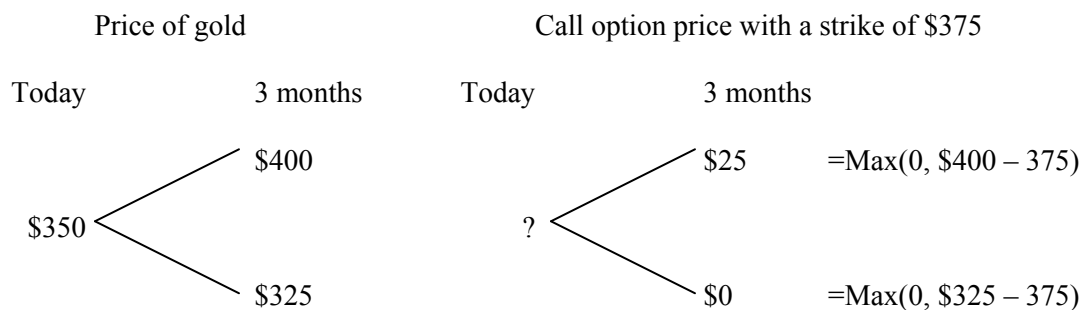 Price of gold Call option price with a strike of $375
Today 3 months Today 3 months
$400 $25 =Max(0, $400 – 375)
$350 ?
$325 $0 =Max(0, $325 – 375)